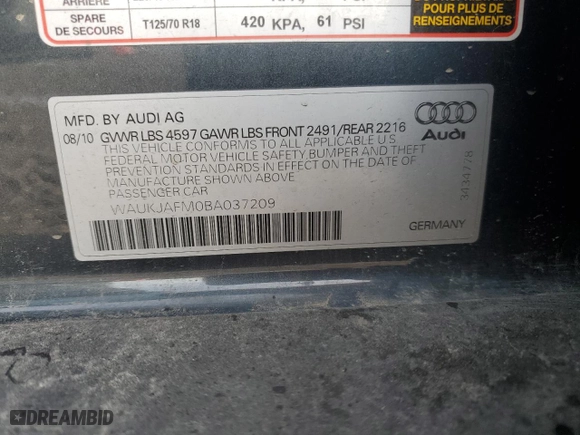 ARRIÈRE
SPARE
DE SECOURS
T125/70 R18
420 KPA, 61 PSI
POUR PLUS DE
RENSEIGNEMENTS
MFD. BY AUDI AG
08/10 GVWR LBS 4597 GAWR LBS FRONT 2491/REAR 2216
THIS VEHICLE CONFORMS TO ALL APPLICABLE U S
FEDERAL MOTOR VEHICLE SAFETY BUMPER AND THEFT
PREVENTION STANDARDS IN EFFECT ON THE DATE OF
MANUFACTURE SHOWN ABOVE
PASSENGER CAR
WAUKJAFM0BA037209
Audi
3434778
GERMANY
DREAMBID